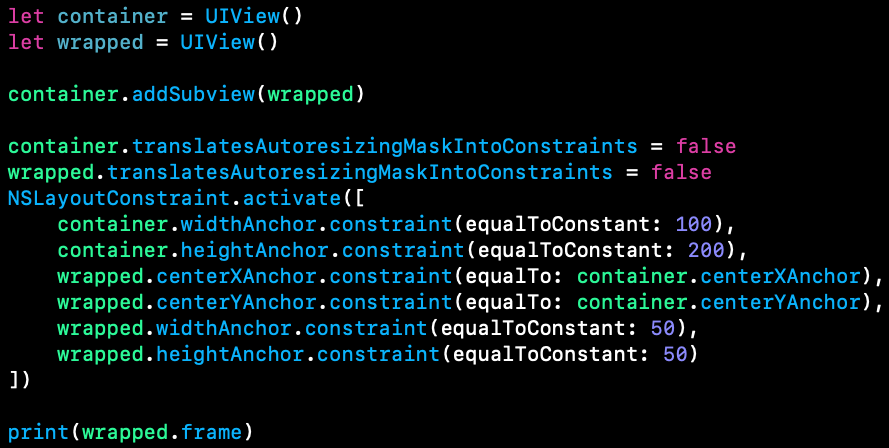 let container = UIView()
let wrapped = UIView()

container.addSubview(wrapped)

container.translatesAutoresizingMaskIntoConstraints = false
wrapped.translatesAutoresizingMaskIntoConstraints = false
NSLayoutConstraint.activate([
    container.widthAnchor.constraint(equalToConstant: 100),
    container.heightAnchor.constraint(equalToConstant: 200),
    wrapped.centerXAnchor.constraint(equalTo: container.centerXAnchor),
    wrapped.centerYAnchor.constraint(equalTo: container.centerYAnchor),
    wrapped.widthAnchor.constraint(equalToConstant: 50),
    wrapped.heightAnchor.constraint(equalToConstant: 50)
])

print(wrapped.frame)